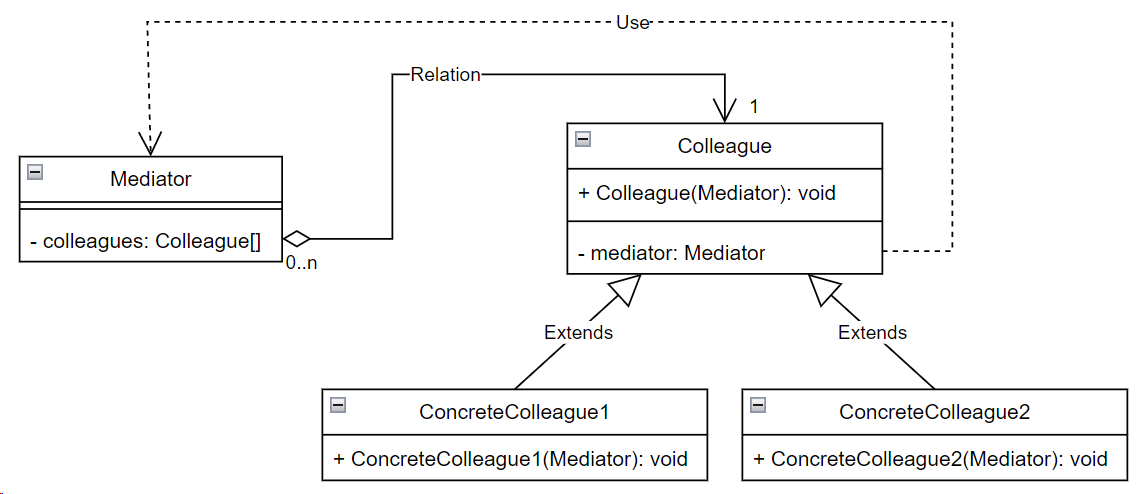 Use
Relation
1
Mediator
- colleagues: Colleague[]
0..n
Colleague
+ Colleague(Mediator): void
- mediator: Mediator
Extends
Extends
ConcreteColleague1
+ ConcreteColleague1(Mediator): void
ConcreteColleague2
+ ConcreteColleague2(Mediator): void